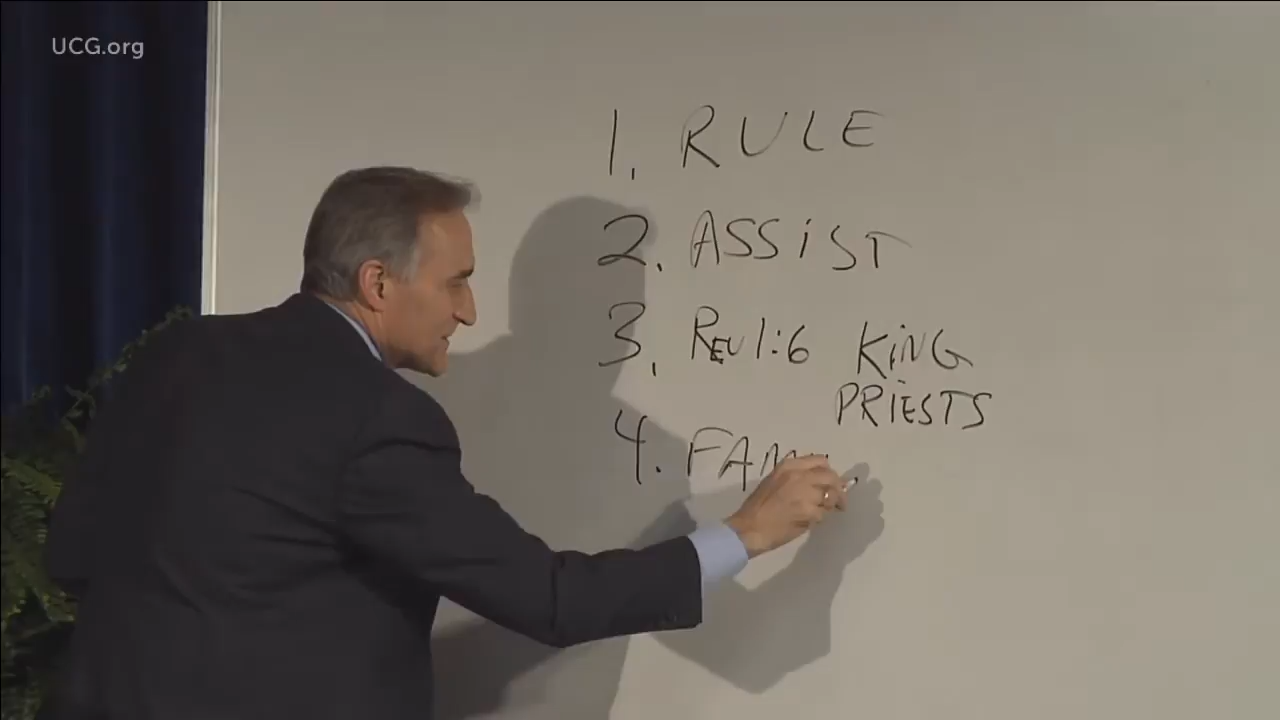 UCG.org
1. RULE
2. ASSiST
3. REV 1:6 KiNG
PRiESTS
4. FAM